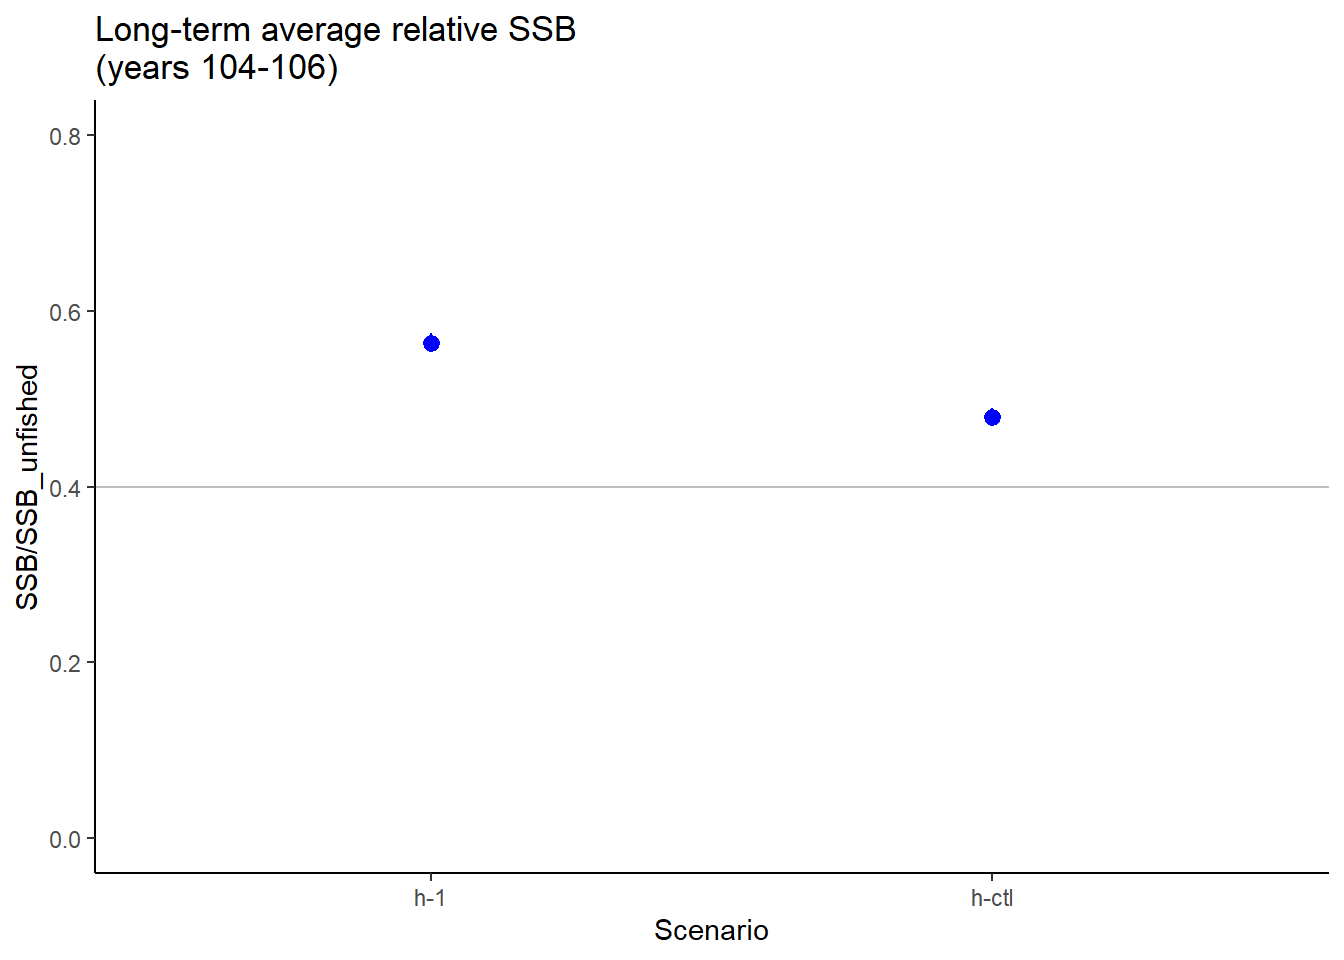 Long-term average relative SSB
(years 104-106)
SSB/SSB_unfished
0.8
0.6
0.4
0.2
0.0
h-1
h-ctl
Scenario